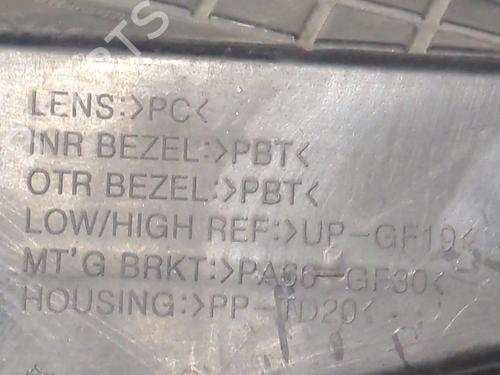 PARTS
LENS:>PC<
INR BEZEL:>PBT<
OTR BEZEL:>PBT<
LOW/HIGH REF:>UP-GF19<
MT'G BRKT:>PA66-GF30<
HOUSING:>PP-TD20<